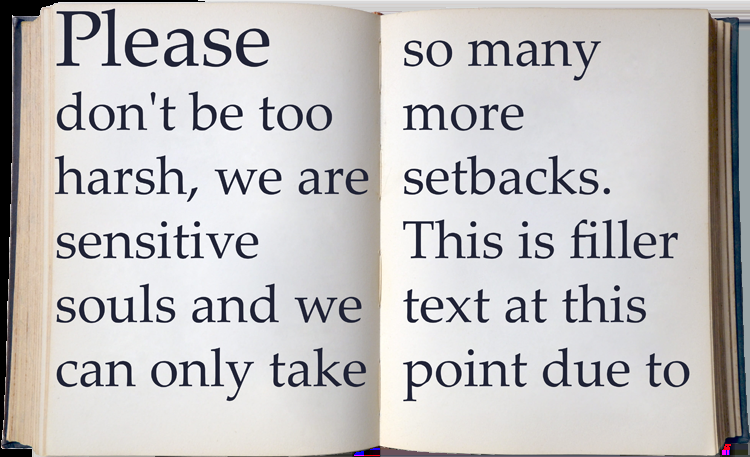 Please
don't be too
harsh, we are
sensitive
souls and we
can only take
so many
more
setbacks.
This is filler
text at this
point due to